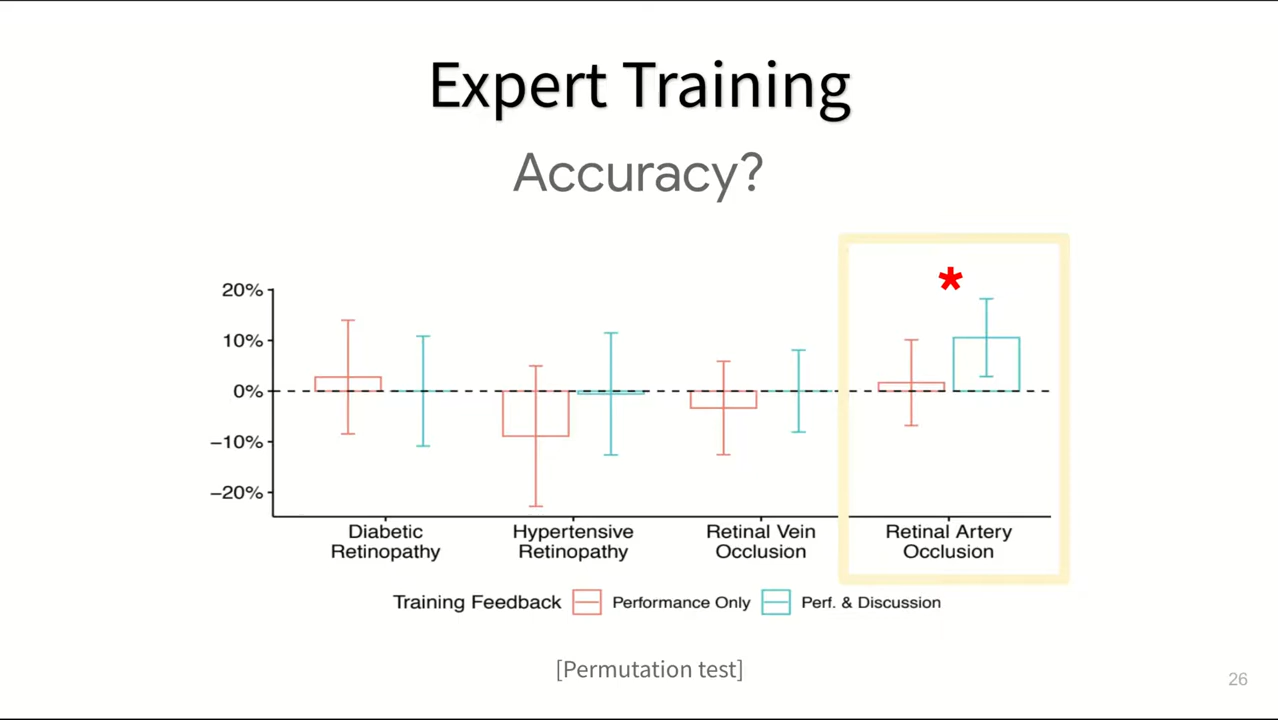 Expert Training
Accuracy?
*
20%
10%
0%
−10%
−20%
Diabetic Retinopathy
Hypertensive Retinopathy
Retinal Vein Occlusion
Retinal Artery Occlusion
Training Feedback Performance Only Perf. & Discussion
[Permutation test]
26